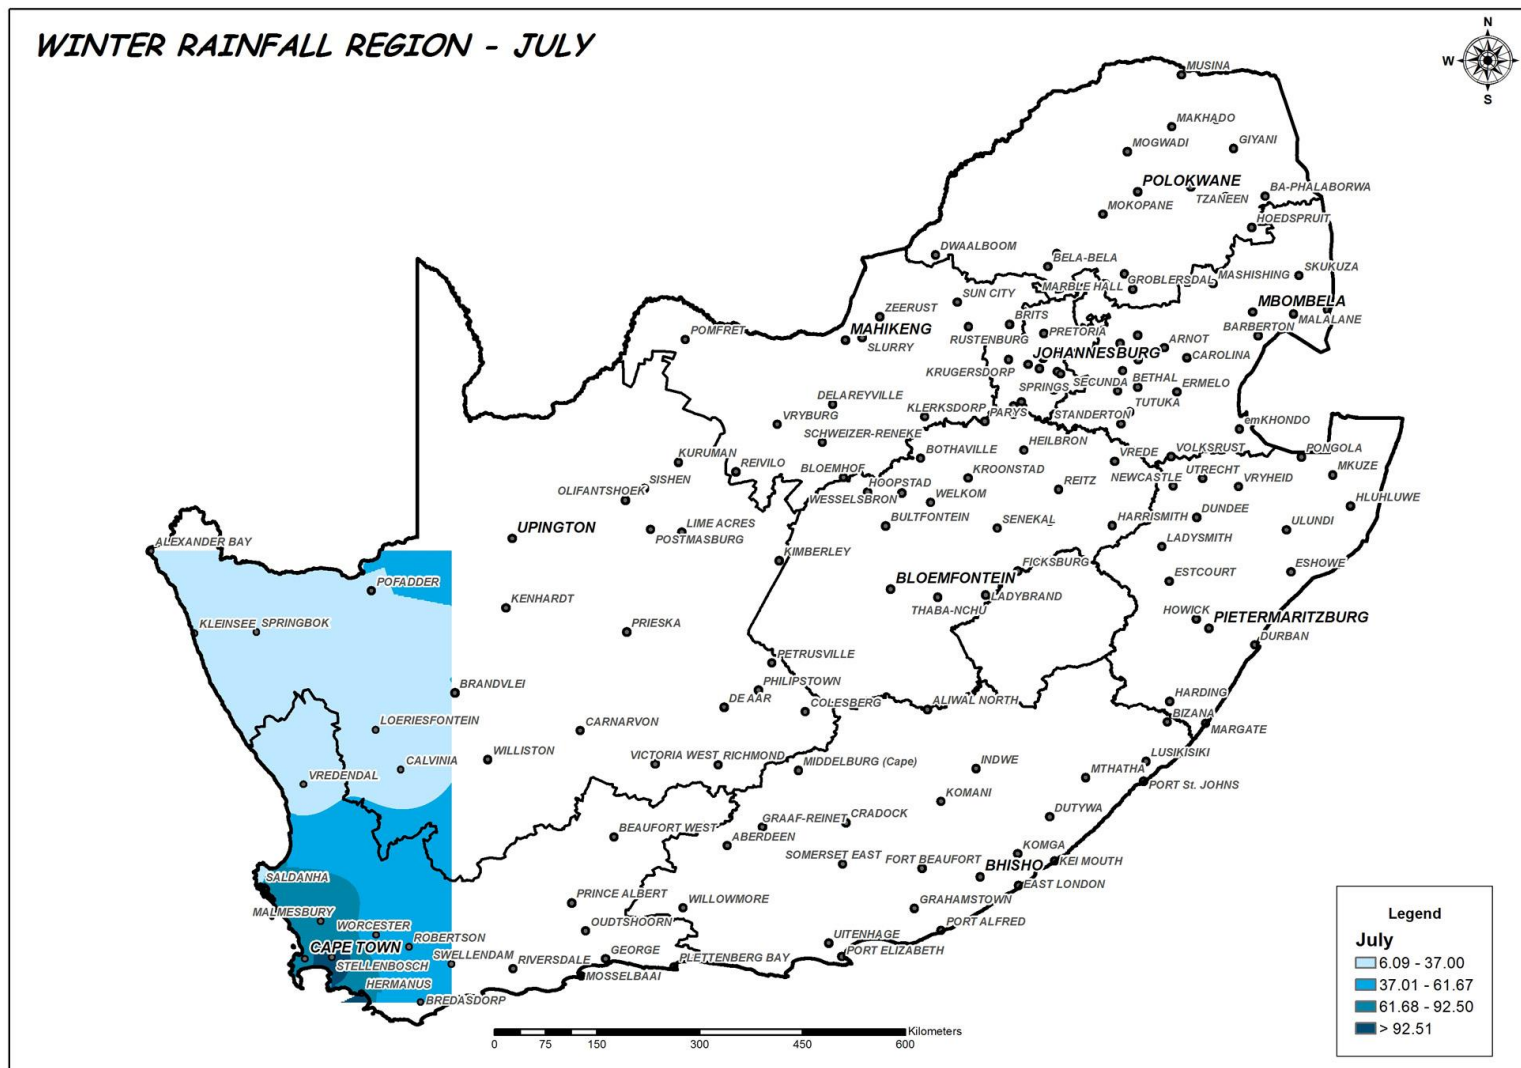 WINTER RAINFALL REGION - JULY
N
W
S
MUSINA
MAKHADO
MOGWADI
GIYANI
POLOKWANE
TZANEEN
BA-PHALABORWA
MOKOPANE
HOEDSPRUIT
DWAALBOOM
BELA-BELA
MARBLE HALL
GROBLERSDAL
MASHISHING
SKUKUZA
SUN CITY
ZEERUST
MBOMBELA
MALALANE
BARBERTON
POMFRET
MAHIKENG
SLURRY
BRITS
RUSTENBURG
PRETORIA
ARNOT
JOHANNESBURG
CAROLINA
KRUGERSDORP
SPRINGS
SECUNDA
BETHAL
ERMELO
DELAREYVILLE
TUTUKA
VRYBURG
KLERKSDORP
PARYS
STANDERTON
emKHONDO
SCHWEIZER-RENEKE
HEILBRON
KURUMAN
REIVILO
BLOEMHOF
BOTHAVILLE
VREDE
VOLKSRUST
PONGOLA
SISHEN
HOOPSTAD
KROONSTAD
REITZ
NEWCASTLE
UTRECHT
VRYHEID
MKUZE
OLIFANTSHOEK
WESSELSBRON
WELKOM
HLUHLUWE
UPINGTON
LIME ACRES
POSTMASBURG
BULTFONTEIN
SENEKAL
HARRISMITH
DUNDEE
ULUNDI
ALEXANDER BAY
LADYSMITH
KIMBERLEY
FICKSBURG
ESTCOURT
ESHOWE
POFADDER
BLOEMFONTEIN
LADYBRAND
THABA-NCHU
KENHARDT
HOWICK
PIETERMARITZBURG
KLEINSEE
SPRINGBOK
PRIESKA
DURBAN
PETRUSVILLE
BRANDVLEI
PHILIPSTOWN
DE AAR
COLESBERG
ALIWAL NORTH
HARDING
BIZANA
MARGATE
LOERIESFONTEIN
CARNARVON
WILLISTON
VICTORIA WEST
RICHMOND
MIDDELBURG (Cape)
INDWE
LUSIKISIKI
CALVINIA
VREDENDAL
MTHATHA
PORT St. JOHNS
KOMANI
DUTYWA
BEAUFORT WEST
GRAAF-REINET
CRADOCK
ABERDEEN
KOMGA
SOMERSET EAST
FORT BEAUFORT
BHISHO
KEI MOUTH
SALDANHA
EAST LONDON
PRINCE ALBERT
WILLOWMORE
GRAHAMSTOWN
MALMESBURY
WORCESTER
OUDTSHOORN
PORT ALFRED
CAPE TOWN
ROBERTSON
UITENHAGE
STELLENBOSCH
SWELLENDAM
RIVERSDALE
GEORGE
PLETTENBERG BAY
PORT ELIZABETH
MOSSELBAAI
HERMANUS
BREDASDORP
Kilometers
0 75 150 300 450 600
Legend
July
6.09 - 37.00
37.01 - 61.67
61.68 - 92.50
> 92.51